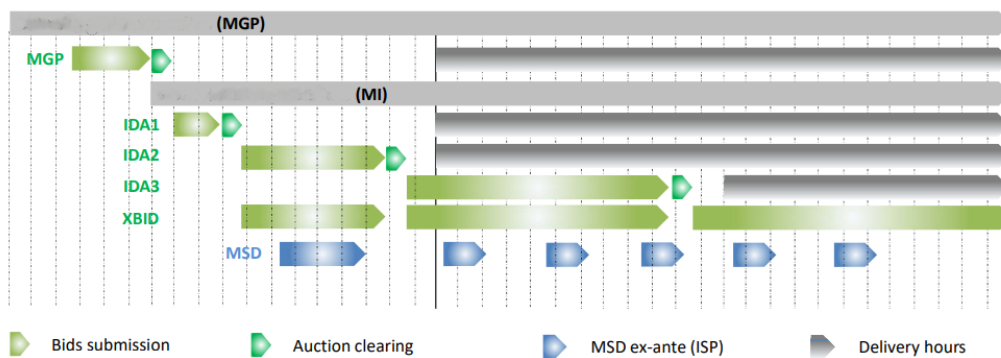 (MGP)
MGP
(MI)
IDA1
IDA2
IDA3
XBID
MSD
Bids submission
Auction clearing
MSD ex-ante (ISP)
Delivery hours